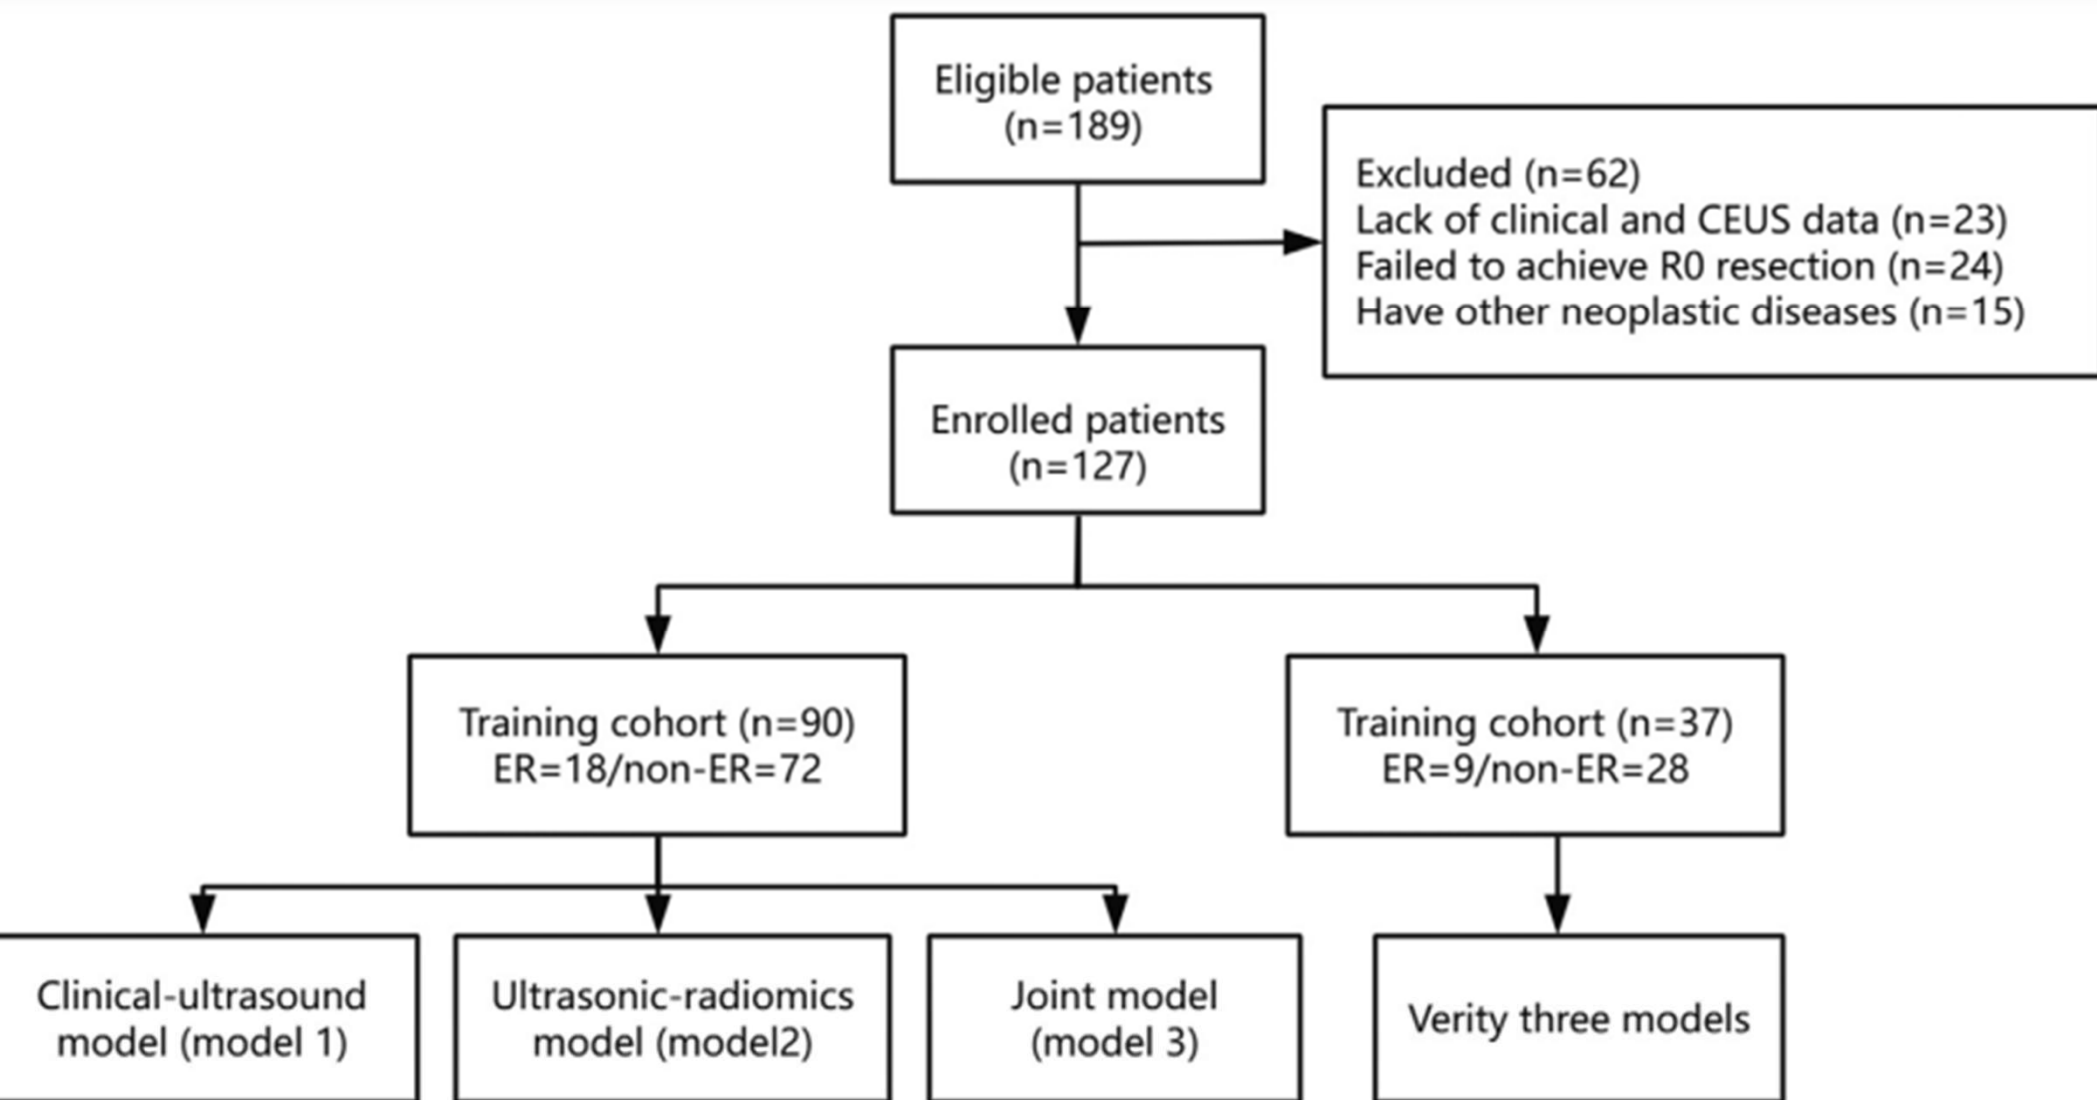 Eligible patients
(n=189)
Excluded (n=62)
Lack of clinical and CEUS data (n=23)
Failed to achieve R0 resection (n=24)
Have other neoplastic diseases (n=15)
Enrolled patients
(n=127)
Training cohort (n=90)
ER=18/non-ER=72
Training cohort (n=37)
ER=9/non-ER=28
Clinical-ultrasound
model (model 1)
Ultrasonic-radiomics
model (model2)
Joint model
(model 3)
Verity three models